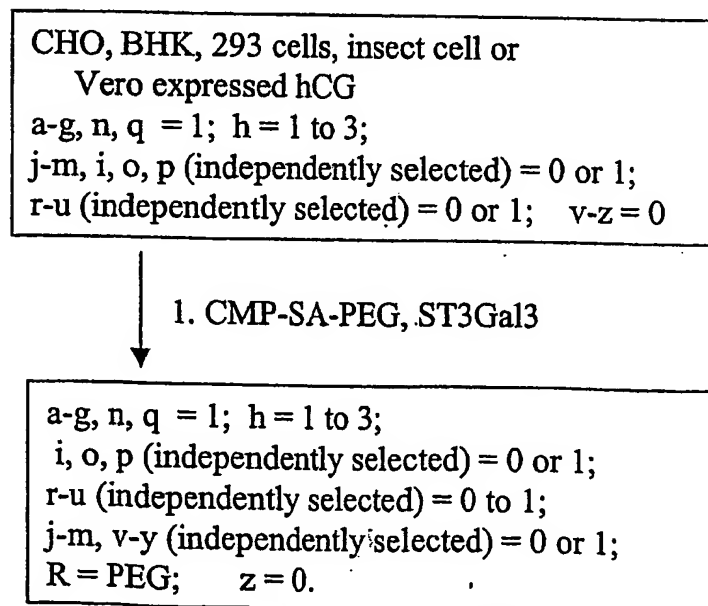 CHO, BHK, 293 cells, insect cell or
Vero expressed hCG
a-g, n, q = 1; h = 1 to 3;
j-m, i, o, p (independently selected) = 0 or 1;
r-u (independently selected) = 0 or 1; v-z = 0
1. CMP-SA-PEG, ST3Gal3
a-g, n, q = 1; h = 1 to 3;
i, o, p (independently selected) = 0 or 1;
r-u (independently selected) = 0 to 1;
j-m, v-y (independently selected) = 0 or 1;
R = PEG; z = 0.